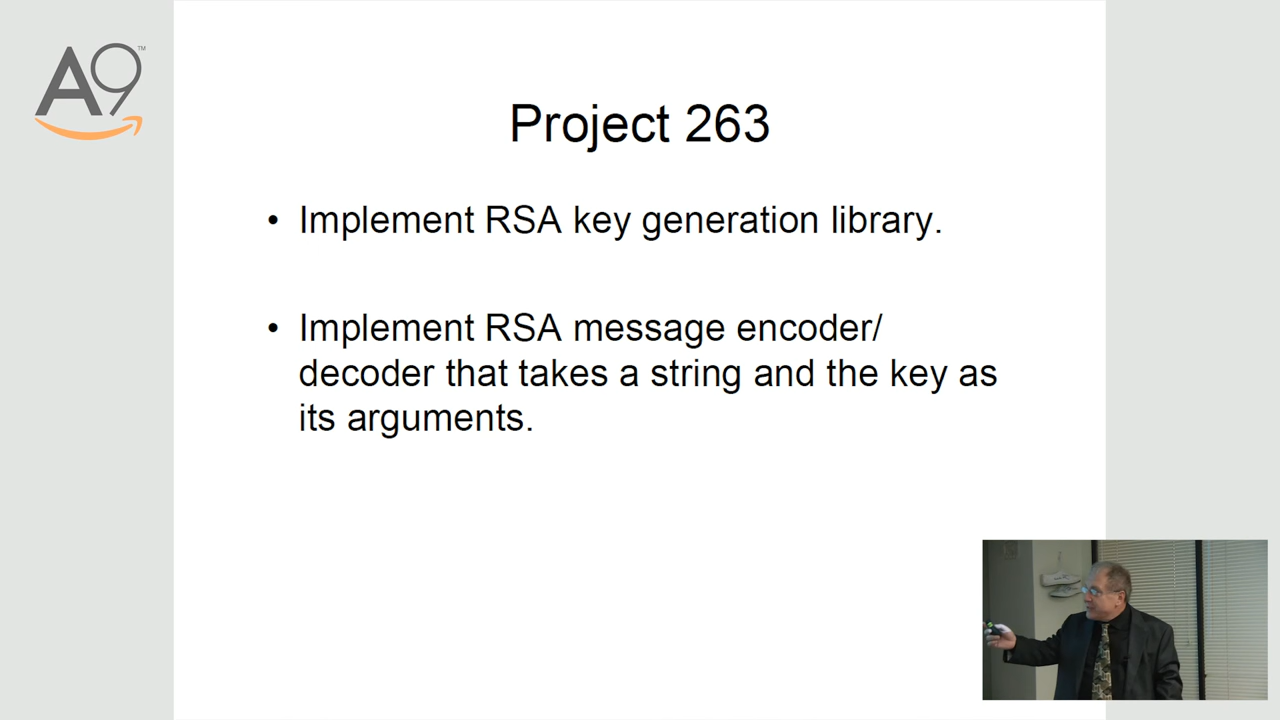 A9™
Project 263
• Implement RSA key generation library.
• Implement RSA message encoder/
decoder that takes a string and the key as
its arguments.